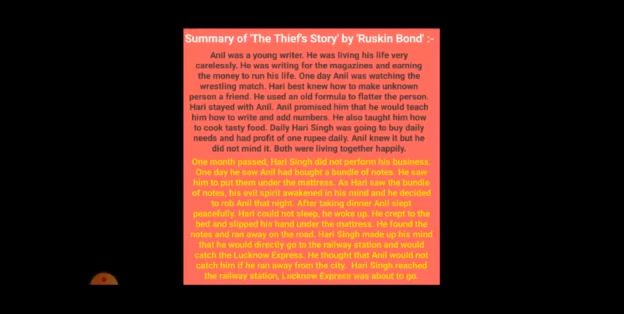 Summary of 'The Thief's Story' by 'Ruskin Bond' :-
Anil was a young writer. He was living his life very
carelessly. He was writing for the magazines and earning
the money to run his life. One day Anil was watching the
wrestling match. Hari best knew how to make unknown
person a friend. He used an old formula to flatter the person.
Hari stayed with Anil. Anil promised him that he would teach
him how to write and add numbers. He also taught him how
to cook tasty food. Daily Hari Singh was going to buy daily
needs and had profit of one rupee daily. Anil knew it but he
did not mind it. Both were living together happily.
One month passed, Hari Singh did not perform his business.
One day he saw Anil had bought a bundle of notes. He saw
him to put them under the mattress. As Hari saw the bundle
of notes, his evil spirit awakened in his mind and he decided
to rob Anil that night. After taking dinner Anil slept
peacefully. Hari could not sleep, he woke up. He crept to the
bed and slipped his hand under the mattress. He found the
notes and ran away on the road. Hari Singh made up his mind
that he would directly go to the railway station and would
catch the Lucknow Express. He thought that Anil would not
catch him if he ran away from the city. Hari Singh reached
the railway station, Lucknow Express was about to go.